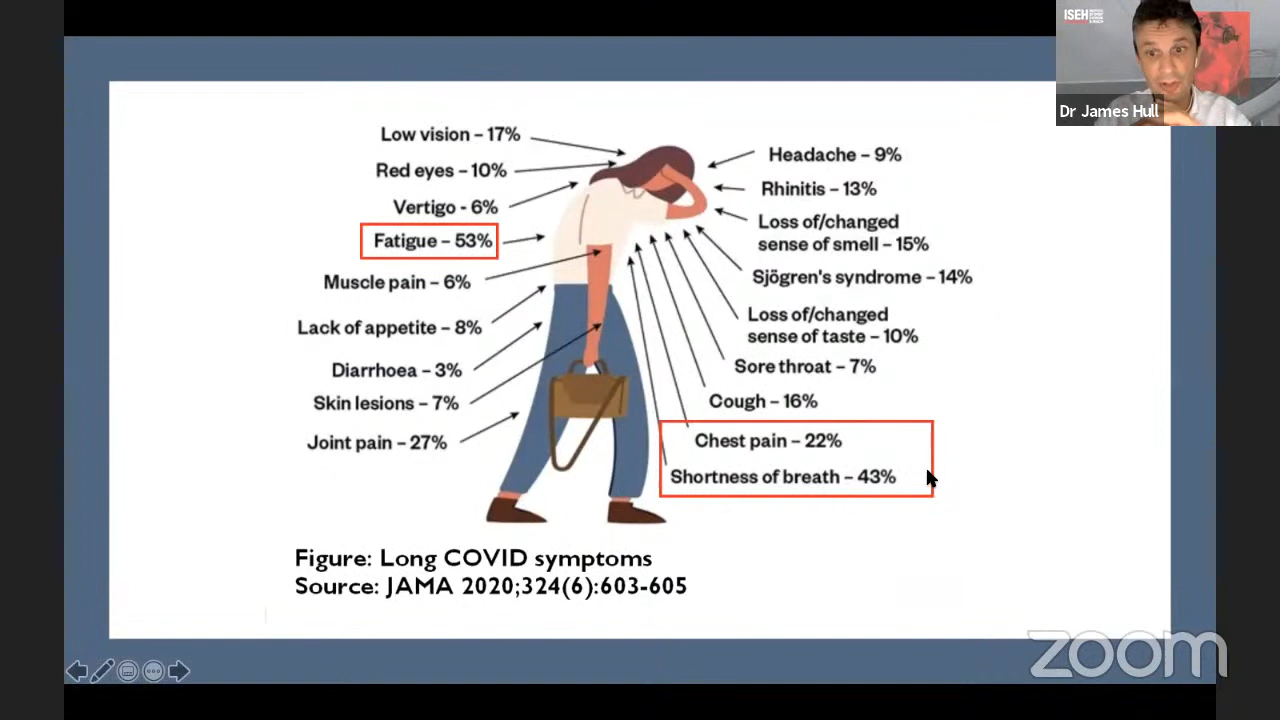 ISEH
Dr James Hull
Low vision – 17%
Red eyes – 10%
Vertigo - 6%
Fatigue – 53%
Muscle pain – 6%
Lack of appetite – 8%
Diarrhoea – 3%
Skin lesions – 7%
Joint pain – 27%
Headache – 9%
Rhinitis – 13%
Loss of/changed
sense of smell – 15%
Sjögren's syndrome – 14%
Loss of/changed
sense of taste – 10%
Sore throat – 7%
Cough – 16%
Chest pain – 22%
Shortness of breath – 43%
Figure: Long COVID symptoms
Source: JAMA 2020;324(6):603-605
zoom